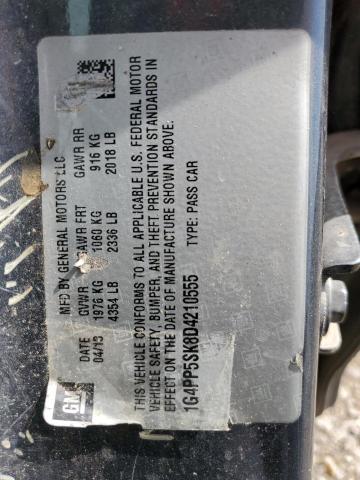 GM
MFD BY GENERAL MOTORS LLC
DATE GVWR GAWR FRT GAWR RR
04/13 1976 KG 1060 KG 916 KG
4354 LB 2336 LB 2018 LB
THIS VEHICLE CONFORMS TO ALL APPLICABLE U.S. FEDERAL MOTOR
VEHICLE SAFETY, BUMPER, AND THEFT PREVENTION STANDARDS IN
EFFECT ON THE DATE OF MANUFACTURE SHOWN ABOVE.
1G4PP5SK8D4210555 TYPE: PASS CAR